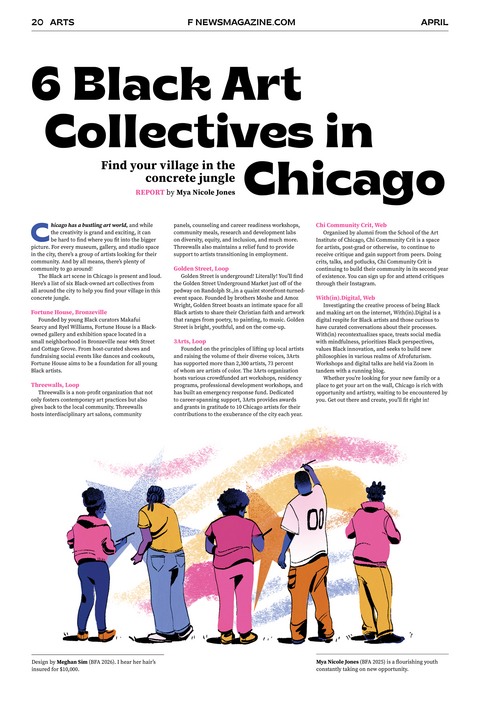 20 ARTS
F NEWSMAGAZINE.COM
APRIL
6 Black Art
Collectives in
Chicago
Find your village in the
concrete jungle
REPORT by Mya Nicole Jones
Chicago has a bustling art world, and while
the creativity is grand and exciting, it can
be hard to find where you fit into the bigger
picture. For every museum, gallery, and studio space
in the city, there's a group of artists looking for their
community. And by all means, there's plenty of
community to go around!
The Black art scene in Chicago is present and loud.
Here's a list of six Black-owned art collectives from
all around the city to help you find your village in this
concrete jungle.
Fortune House, Bronzeville
Founded by young Black curators Makafui
Searcy and Ryel Williams, Fortune House is a Black-
owned gallery and exhibition space located in a
small neighborhood in Bronzeville near 44th Street
and Cottage Grove. From host-curated shows and
fundraising social events like dances and cookouts,
Fortune House aims to be a foundation for all young
Black artists.
Threewalls, Loop
Threewalls is a non-profit organization that not
only fosters contemporary art practices but also
gives back to the local community. Threewalls
hosts interdisciplinary art salons, community
panels, counseling and career readiness workshops,
community meals, research and development labs
on diversity, equity, and inclusion, and much more.
Threewalls also maintains a relief fund to provide
support to artists transitioning in employment.
Golden Street, Loop
Golden Street is underground! Literally! You'll find
the Golden Street Underground Market just off of the
pedway on Randolph St., in a quaint storefront turned-
event space. Founded by brothers Moshe and Amoz
Wright, Golden Street boasts an intimate space for all
Black artists to share their Christian faith and artwork
that ranges from poetry, to painting, to music. Golden
Street is bright, youthful, and on the come-up.
3Arts, Loop
Founded on the principles of lifting up local artists
and raising the volume of their diverse voices, 3Arts
has supported more than 2,300 artists, 73 percent
of whom are artists of color. The 3Arts organization
hosts various crowdfunded art workshops, residency
programs, professional development workshops, and
has built an emergency response fund. Dedicated
to career-spanning support, 3Arts provides awards
and grants in gratitude to 10 Chicago artists for their
contributions to the exuberance of the city each year.
Chi Community Crit, Web
Organized by alumni from the School of the Art
Institute of Chicago, Chi Community Crit is a space
for artists, post-grad or otherwise, to continue to
receive critique and gain support from peers. Doing
crits, talks, and potlucks, Chi Community Crit is
continuing to build their community in its second year
of existence. You can sign up for and attend critiques
through their Instagram.
With(in).Digital, Web
Investigating the creative process of being Black
and making art on the internet, With(in).Digital is a
digital respite for Black artists and those curious to
have curated conversations about their processes.
With(in) recontextualises space, treats social media
with mindfulness, prioritizes Black perspectives,
values Black innovation, and seeks to build new
philosophies in various realms of Afrofuturism.
Workshops and digital talks are held via Zoom in
tandem with a running blog.
Whether you're looking for your new family or a
place to get your art on the wall, Chicago is rich with
opportunity and artistry, waiting to be encountered by
you. Get out there and create, you'll fit right in!
00
Design by Meghan Sim (BFA 2026). I hear her hair's
insured for $10,000.
Mya Nicole Jones (BFA 2025) is a flourishing youth
constantly taking on new opportunity.